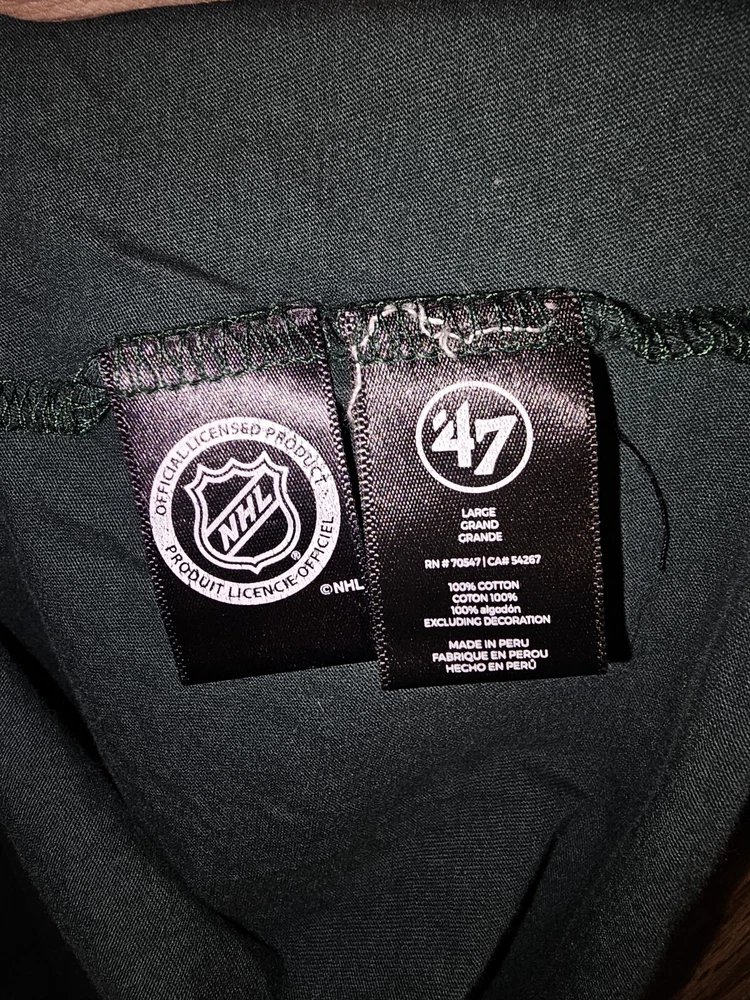 OFFICIAL LICENSED PRODUCT
NHL
®
PRODUIT LICENCIÉ OFFICIEL
©NHL
'47
LARGE
GRAND
GRANDE
RN # 70547 | CA# 54267
100% COTTON
COTON 100%
100% algodón
EXCLUDING DECORATION
MADE IN PERU
FABRIQUE EN PEROU
HECHO EN PERÚ